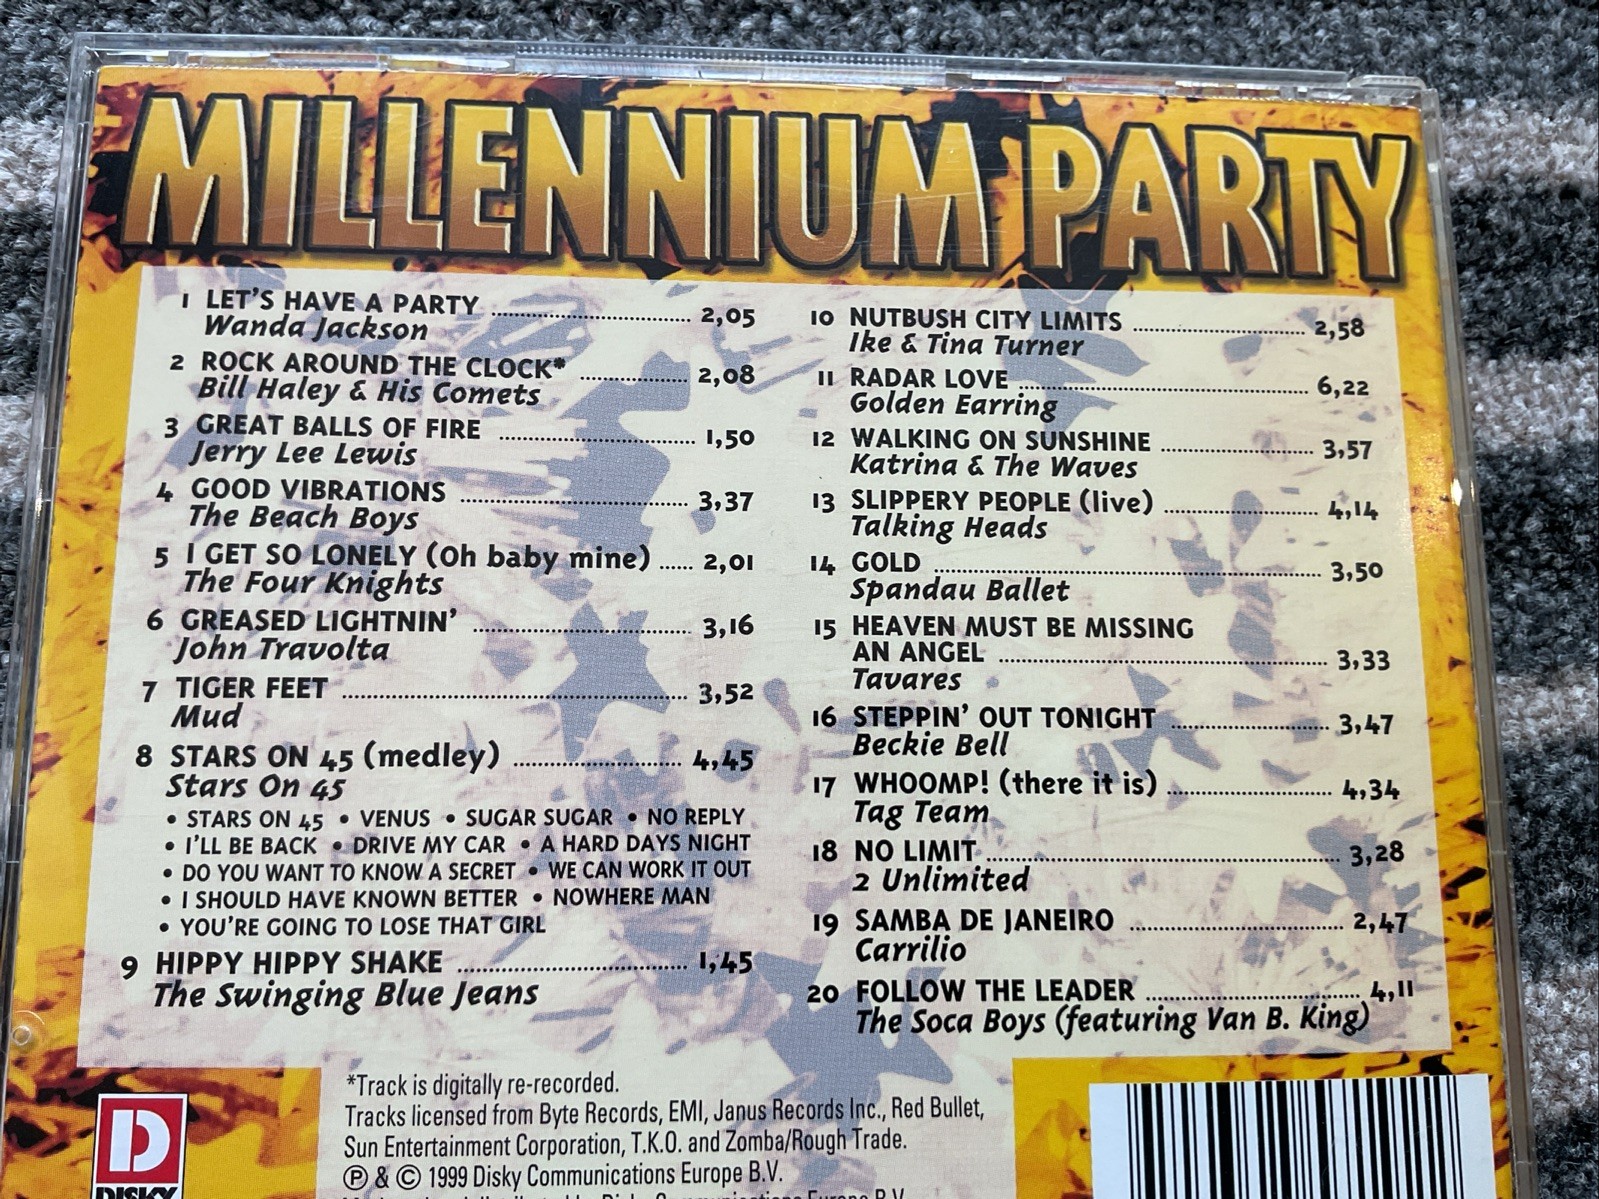 MILLENNIUM PARTY
1 LET'S HAVE A PARTY ........ 2,05
Wanda Jackson
2 ROCK AROUND THE CLOCK* ........ 2,08
Bill Haley & His Comets
3 GREAT BALLS OF FIRE ........ 1,50
Jerry Lee Lewis
4 GOOD VIBRATIONS ........ 3,37
The Beach Boys
5 I GET SO LONELY (Oh baby mine) ...... 2,01
The Four Knights
6 GREASED LIGHTNIN' ........ 3,16
John Travolta
7 TIGER FEET ........ 3,52
Mud
8 STARS ON 45 (medley) ........ 4,45
Stars On 45
• STARS ON 45 • VENUS • SUGAR SUGAR • NO REPLY
• I'LL BE BACK • DRIVE MY CAR • A HARD DAYS NIGHT
• DO YOU WANT TO KNOW A SECRET • WE CAN WORK IT OUT
• I SHOULD HAVE KNOWN BETTER • NOWHERE MAN
• YOU'RE GOING TO LOSE THAT GIRL
9 HIPPY HIPPY SHAKE ........ 1,45
The Swinging Blue Jeans
10 NUTBUSH CITY LIMITS ........ 2,58
Ike & Tina Turner
11 RADAR LOVE ........ 6,22
Golden Earring
12 WALKING ON SUNSHINE ........ 3,57
Katrina & The Waves
13 SLIPPERY PEOPLE (live) ........ 4,14
Talking Heads
14 GOLD ........ 3,50
Spandau Ballet
15 HEAVEN MUST BE MISSING
AN ANGEL ........ 3,33
Tavares
16 STEPPIN' OUT TONIGHT ........ 3,47
Beckie Bell
17 WHOOMP! (there it is) ........ 4,34
Tag Team
18 NO LIMIT ........ 3,28
2 Unlimited
19 SAMBA DE JANEIRO ........ 2,47
Carrilio
20 FOLLOW THE LEADER ........ 4,11
The Soca Boys (featuring Van B. King)
*Track is digitally re-recorded.
Tracks licensed from Byte Records, EMI, Janus Records Inc., Red Bullet,
Sun Entertainment Corporation, T.K.O. and Zomba/Rough Trade.
℗ & © 1999 Disky Communications Europe B.V.
D
DISKY